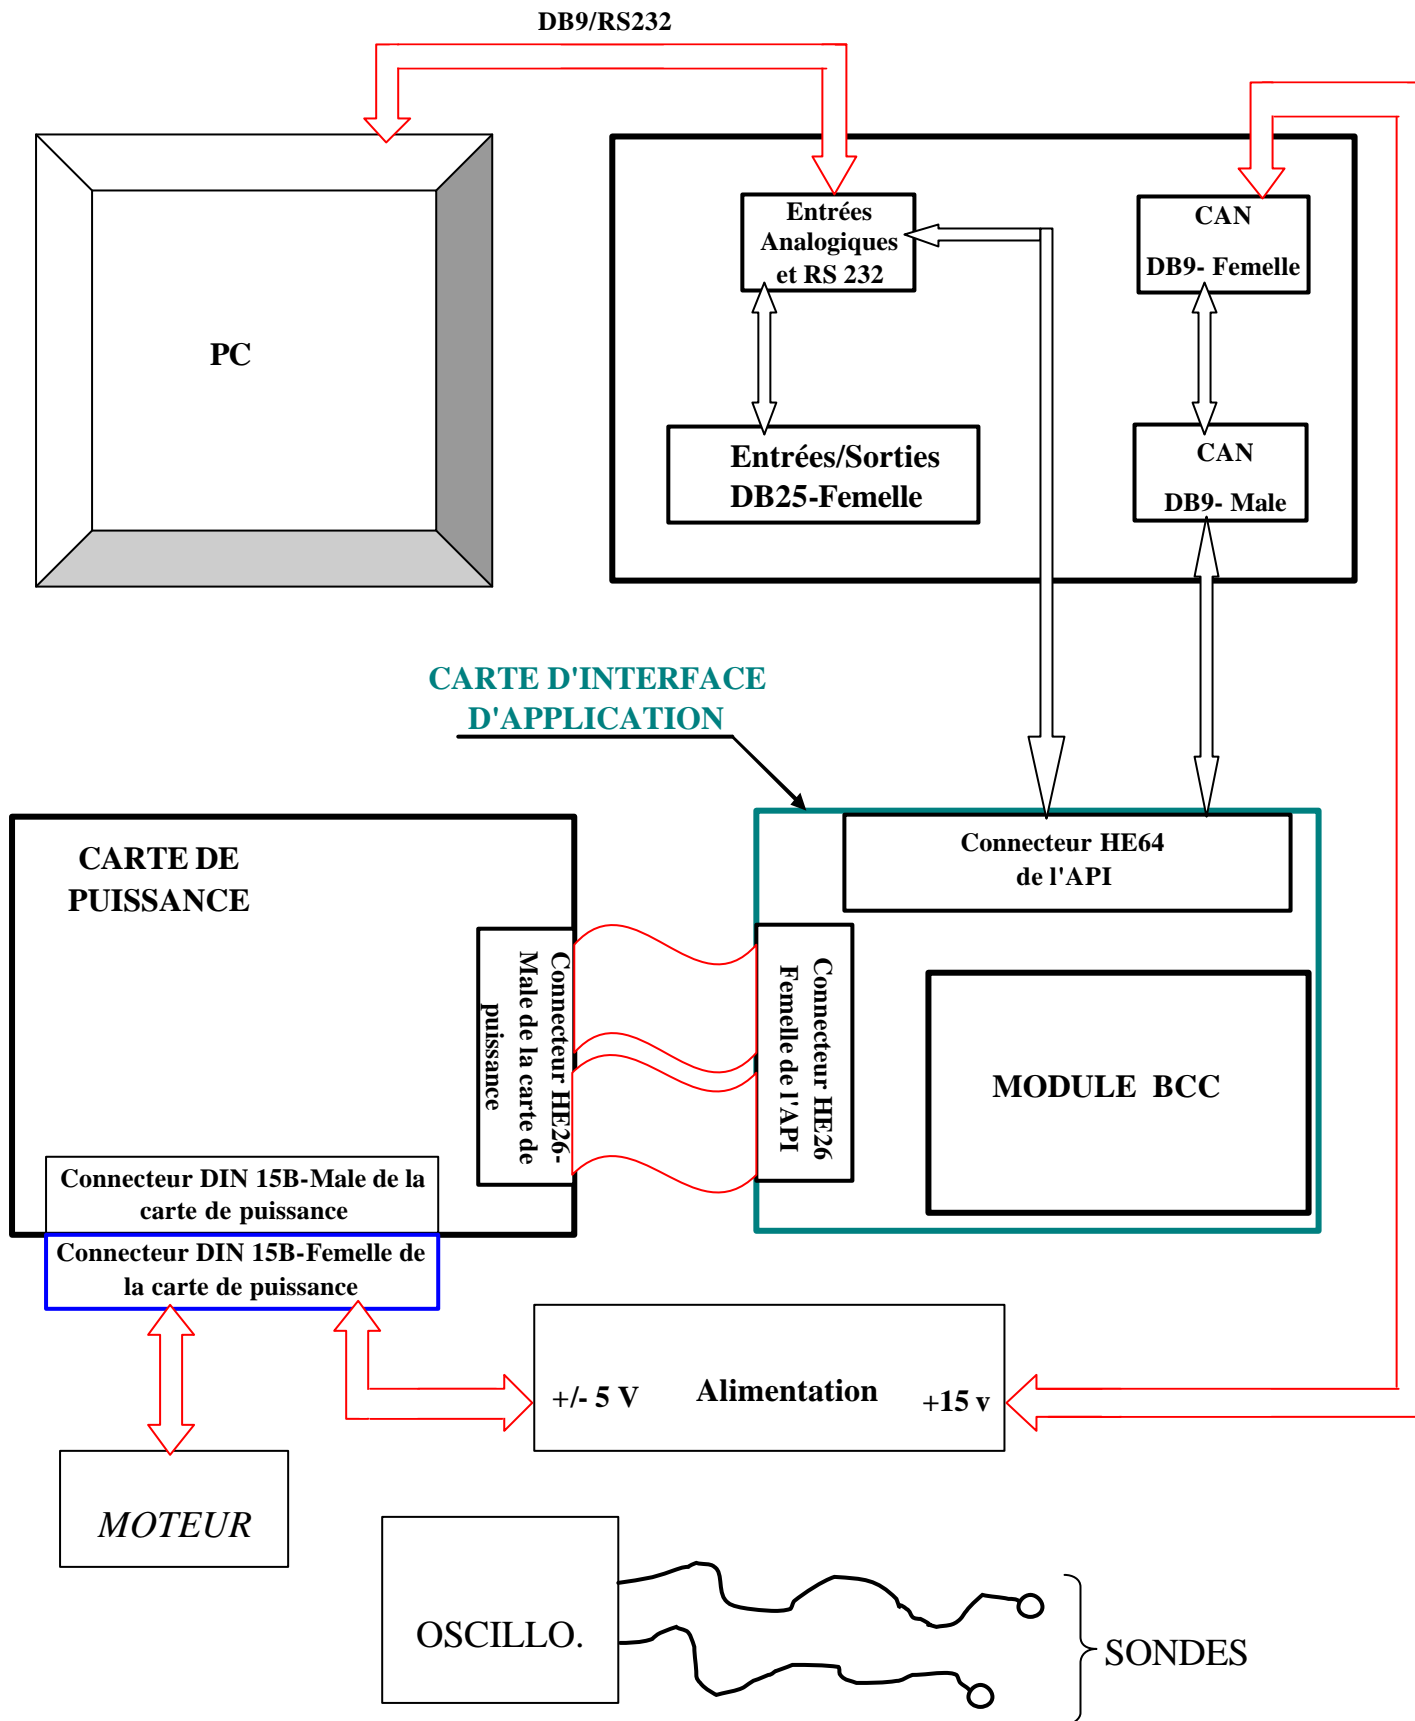 DB9/RS232
PC
Entrées
Analogiques
et RS 232
CAN
DB9- Femelle
Entrées/Sorties
DB25-Femelle
CAN
DB9- Male
CARTE D'INTERFACE
D'APPLICATION
CARTE DE
PUISSANCE
Connecteur HE64
de l'API
Connecteur HE26-
Male de la carte de
puissance
Connecteur HE26
Femelle de l'API
MODULE BCC
Connecteur DIN 15B-Male de la
carte de puissance
Connecteur DIN 15B-Femelle de
la carte de puissance
+/- 5 V
Alimentation
+15 v
MOTEUR
OSCILLO.
SONDES